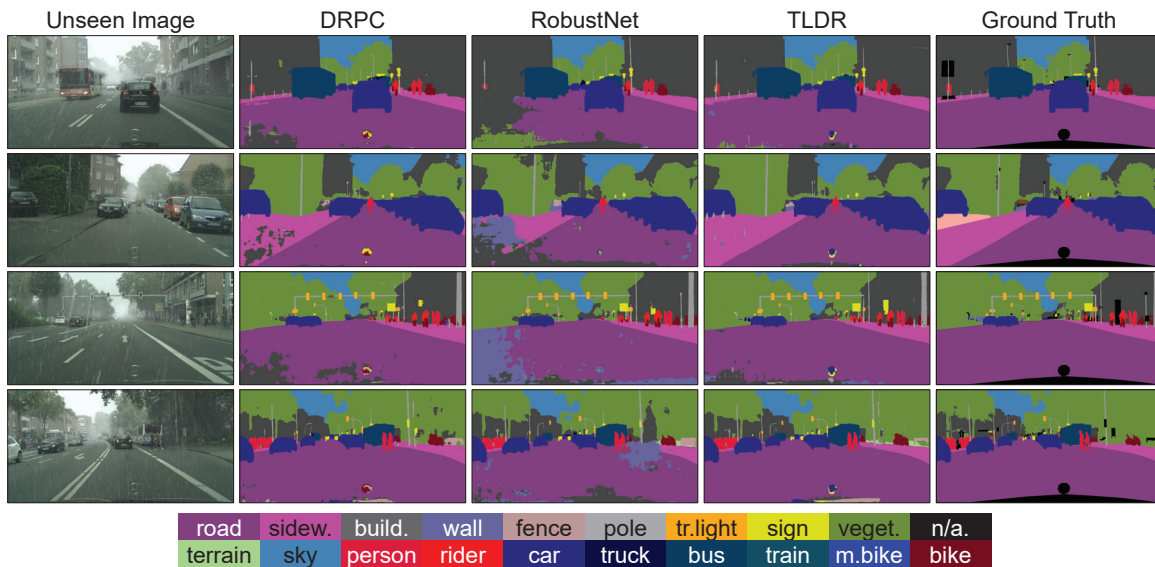 Unseen Image DRPC RobustNet TLDR Ground Truth
road sidew. build. wall fence pole tr.light sign veget. n/a.
terrain sky person rider car truck bus train m.bike bike